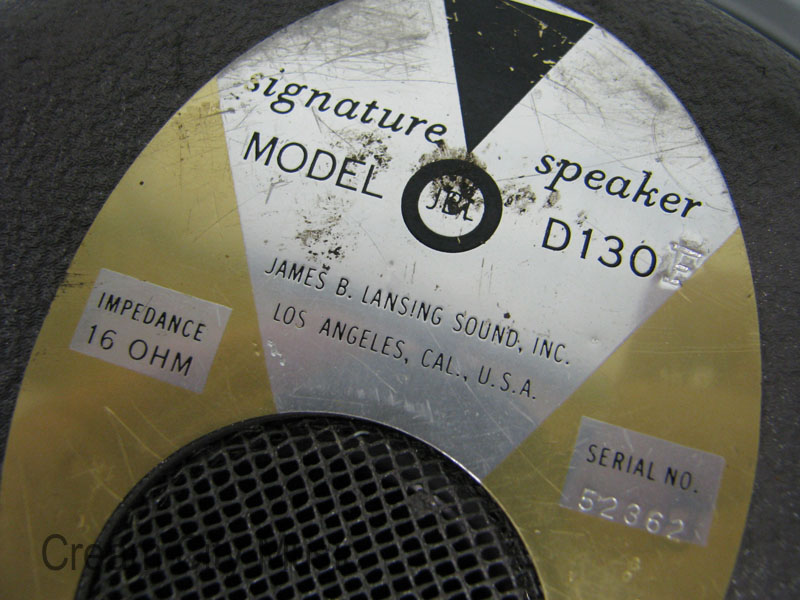 signature speaker
MODEL JBL D130
JAMES B. LANSING SOUND, INC.
LOS ANGELES, CAL., U.S.A.
IMPEDANCE
16 OHM
SERIAL NO.
52362